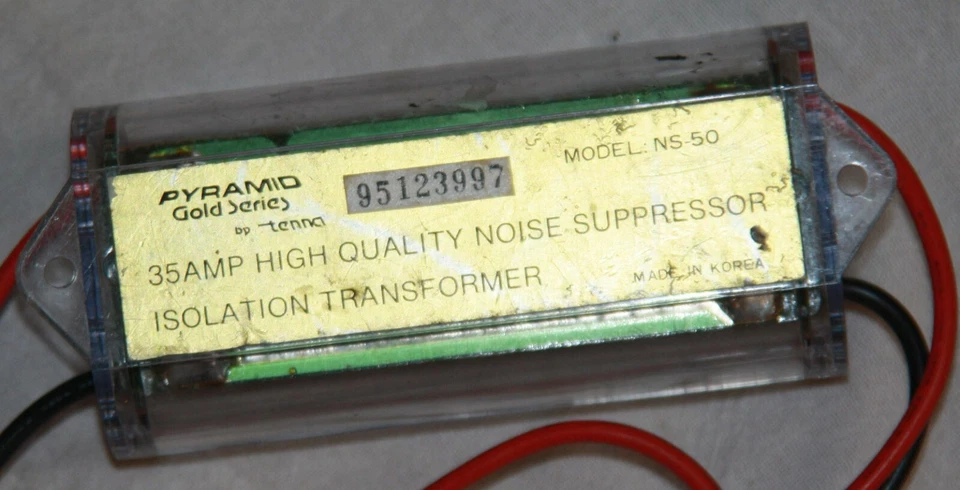 PYRAMID
Gold Series
by tenna
95123997
MODEL: NS-50
35AMP HIGH QUALITY NOISE SUPPRESSOR
ISOLATION TRANSFORMER
MADE IN KOREA